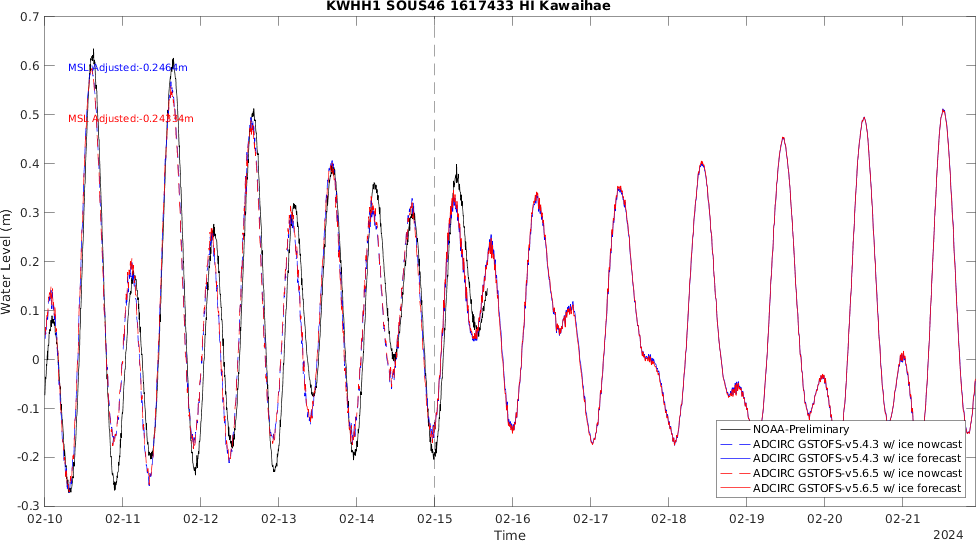 KWHH1 SOUS46 1617433 HI Kawaihae
0.7
0.6
0.5
0.4
0.3
0.2
0.1
0
-0.1
-0.2
-0.3
Water Level (m)
MSL Adjusted:-0.2464m
MSL Adjusted:-0.24334m
NOAA-Preliminary
ADCIRC GSTOFS-v5.4.3 w/ ice nowcast
ADCIRC GSTOFS-v5.4.3 w/ ice forecast
ADCIRC GSTOFS-v5.6.5 w/ ice nowcast
ADCIRC GSTOFS-v5.6.5 w/ ice forecast
02-10 02-11 02-12 02-13 02-14 02-15 02-16 02-17 02-18 02-19 02-20 02-21
Time
2024